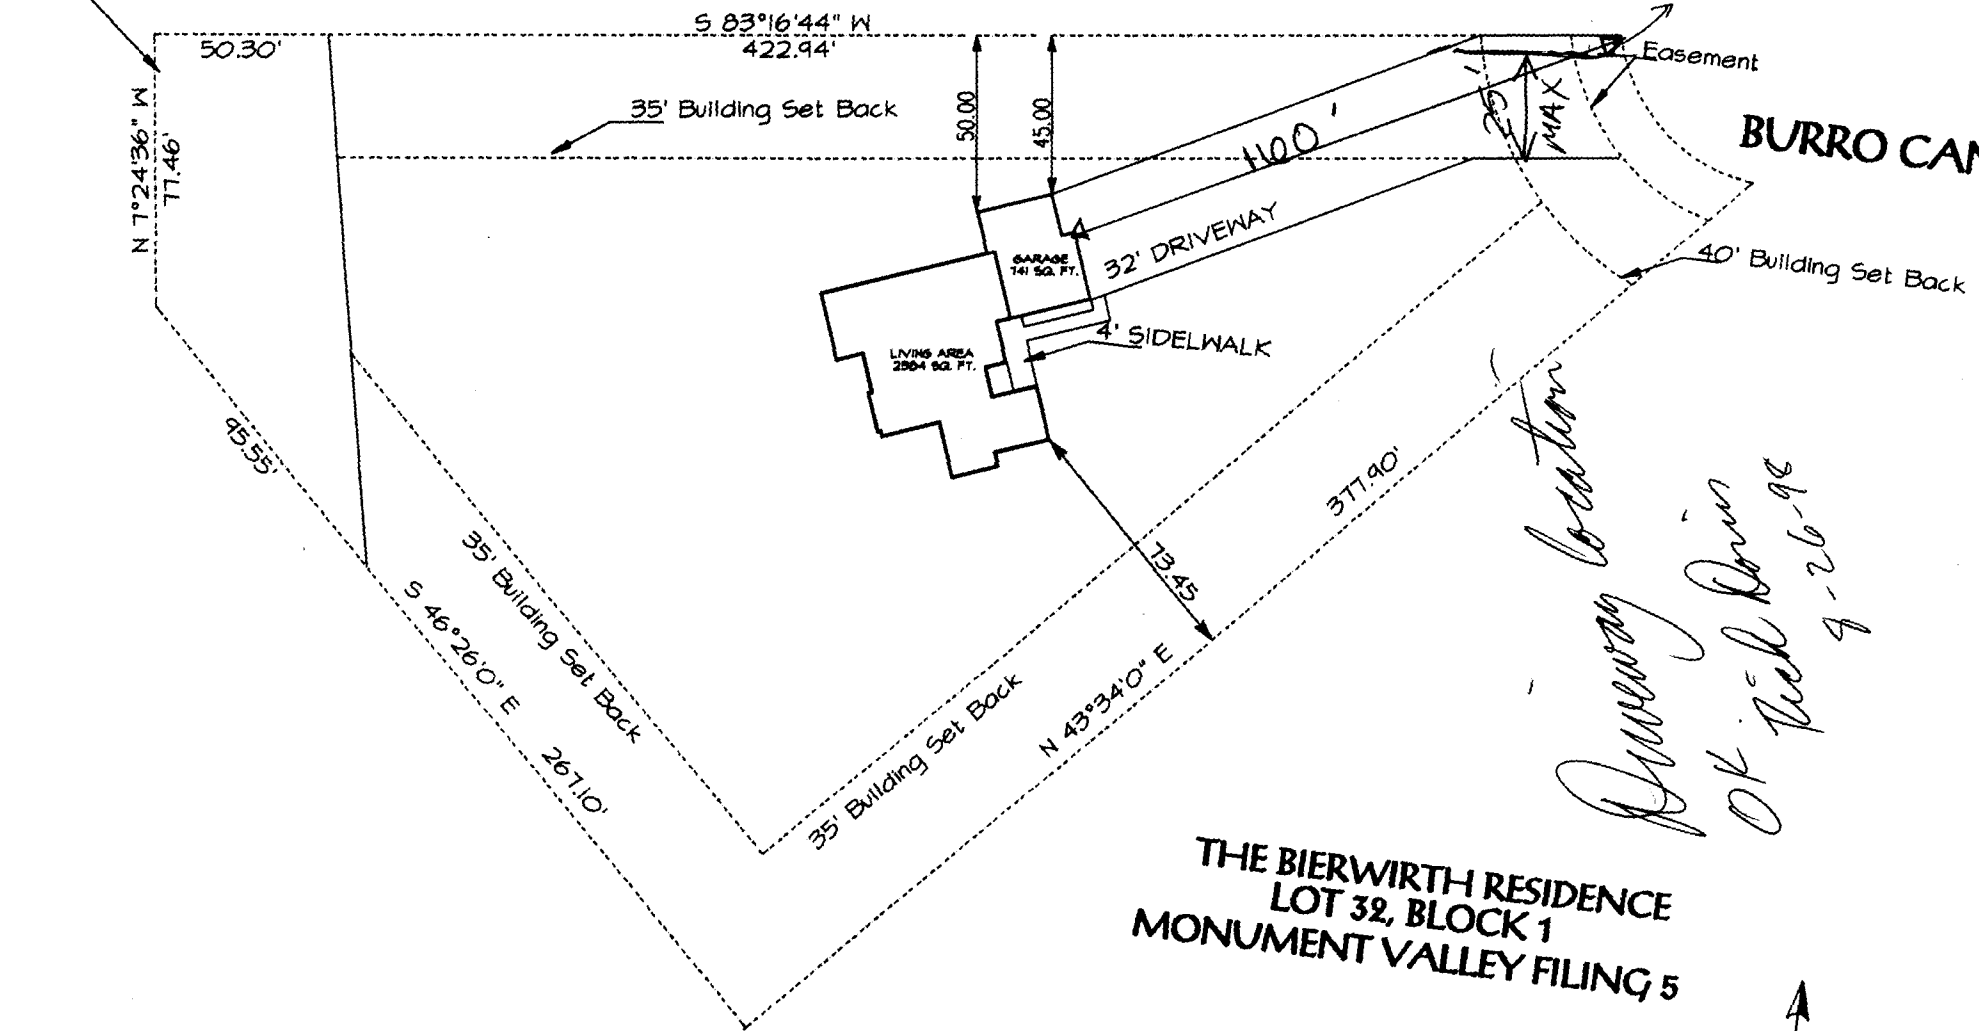 S 83°16'44" W
50.30'
422.94'
Easement
35' Building Set Back
50.00
45.00
25'
MAX
N 7°24'36" W
77.46'
BURRO CAN
160'
32' DRIVEWAY
GARAGE
741 SQ. FT.
40' Building Set Back
4' SIDELWALK
LIVING AREA
2584 SQ. FT.
95.55'
377.90'
73.45
35' Building Set Back
S 46°26'0" E
267.10'
35' Building Set Back
N 43°34'0" E
Driveway location
OK Rich
THE BIERWIRTH RESIDENCE
LOT 32, BLOCK 1
MONUMENT VALLEY FILING 5